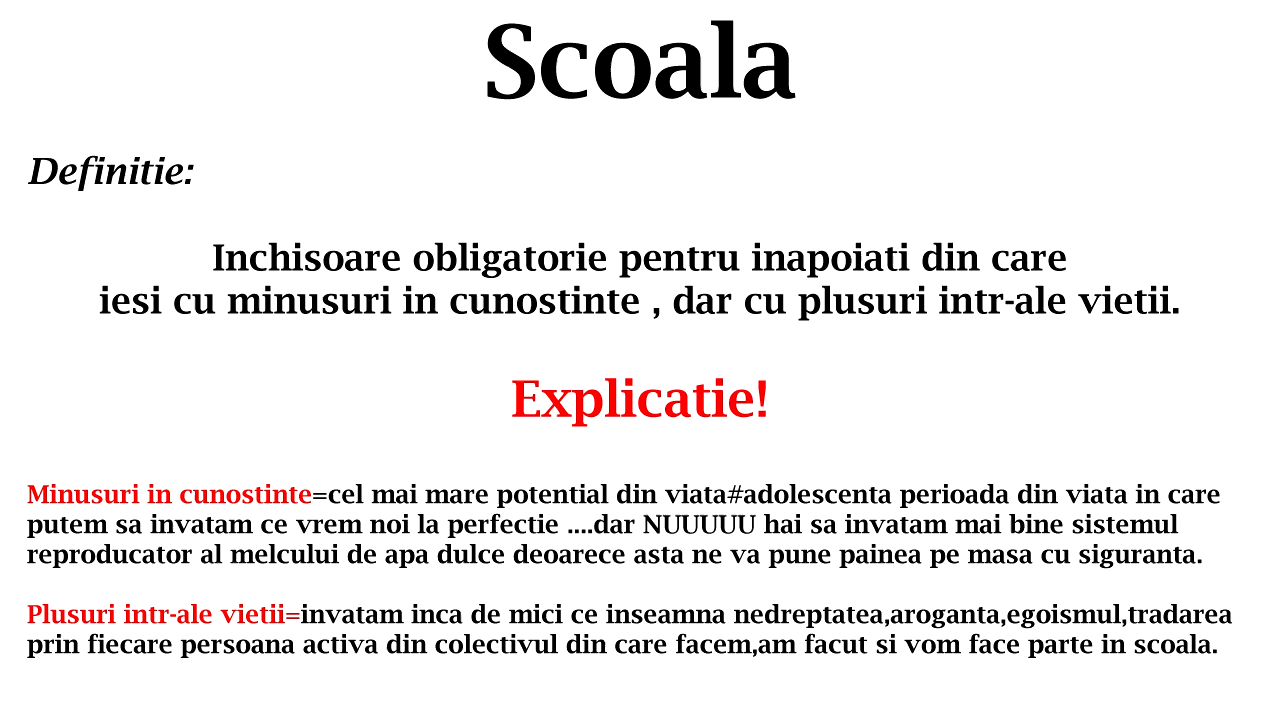 Scoala
Definitie:
Inchisoare obligatorie pentru inapoiati din care
iesi cu minusuri in cunostinte , dar cu plusuri intr-ale vietii.
Explicatie!
Minusuri in cunostinte=cel mai mare potential din viata#adolescenta perioada din viata in care
putem sa invatam ce vrem noi la perfectie ....dar NUUUUU hai sa invatam mai bine sistemul
reproducator al melcului de apa dulce deoarece asta ne va pune painea pe masa cu siguranta.
Plusuri intr-ale vietii=invatam inca de mici ce inseamna nedreptatea,aroganta,egoismul,tradarea
prin fiecare persoana activa din colectivul din care facem,am facut si vom face parte in scoala.